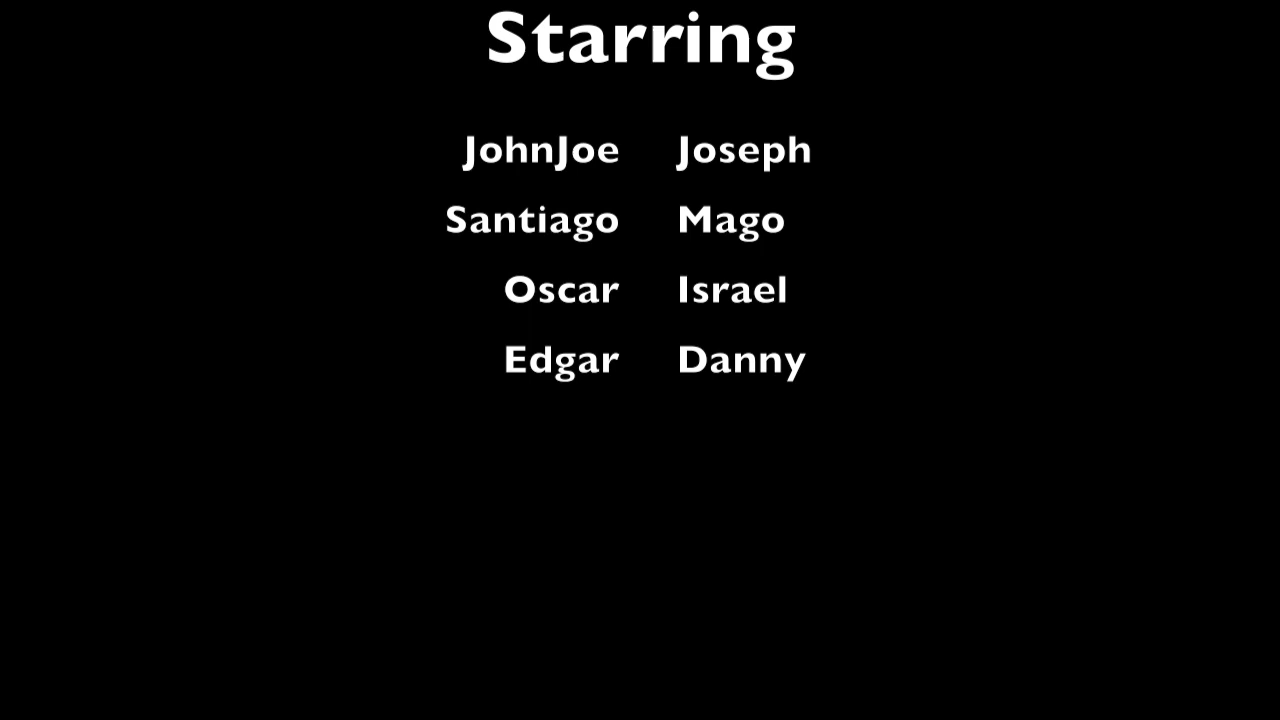 Starring
JohnJoe Joseph
Santiago Mago
Oscar Israel
Edgar Danny